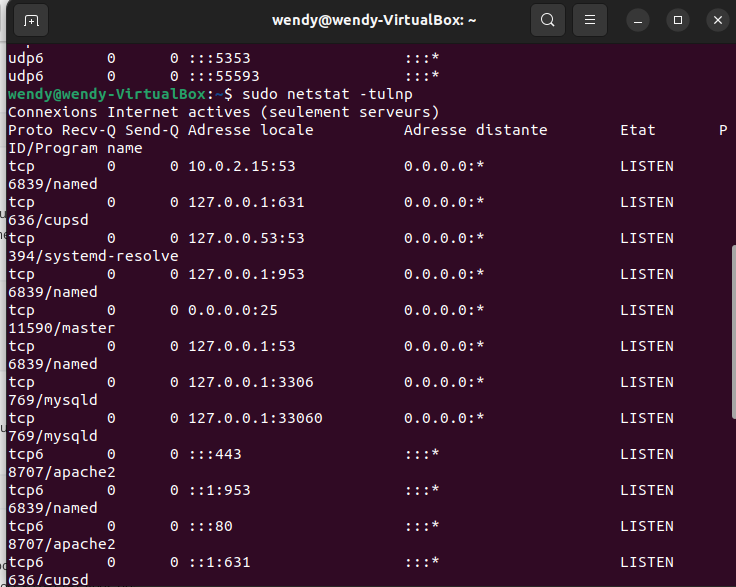 wendy@wendy-VirtualBox: ~
udp6 0 0 :::5353 :::*
udp6 0 0 :::55593 :::*
wendy@wendy-VirtualBox:~$ sudo netstat -tulnp
Connexions Internet actives (seulement serveurs)
Proto Recv-Q Send-Q Adresse locale Adresse distante Etat P
ID/Program name
tcp 0 0 10.0.2.15:53 0.0.0.0:* LISTEN
6839/named
tcp 0 0 127.0.0.1:631 0.0.0.0:* LISTEN
636/cupsd
tcp 0 0 127.0.0.53:53 0.0.0.0:* LISTEN
394/systemd-resolve
tcp 0 0 127.0.0.1:953 0.0.0.0:* LISTEN
6839/named
tcp 0 0 0.0.0.0:25 0.0.0.0:* LISTEN
11590/master
tcp 0 0 127.0.0.1:53 0.0.0.0:* LISTEN
6839/named
tcp 0 0 127.0.0.1:3306 0.0.0.0:* LISTEN
769/mysqld
tcp 0 0 127.0.0.1:33060 0.0.0.0:* LISTEN
769/mysqld
tcp6 0 0 :::443 :::* LISTEN
8707/apache2
tcp6 0 0 ::1:953 :::* LISTEN
6839/named
tcp6 0 0 :::80 :::* LISTEN
8707/apache2
tcp6 0 0 ::1:631 :::* LISTEN
636/cupsd